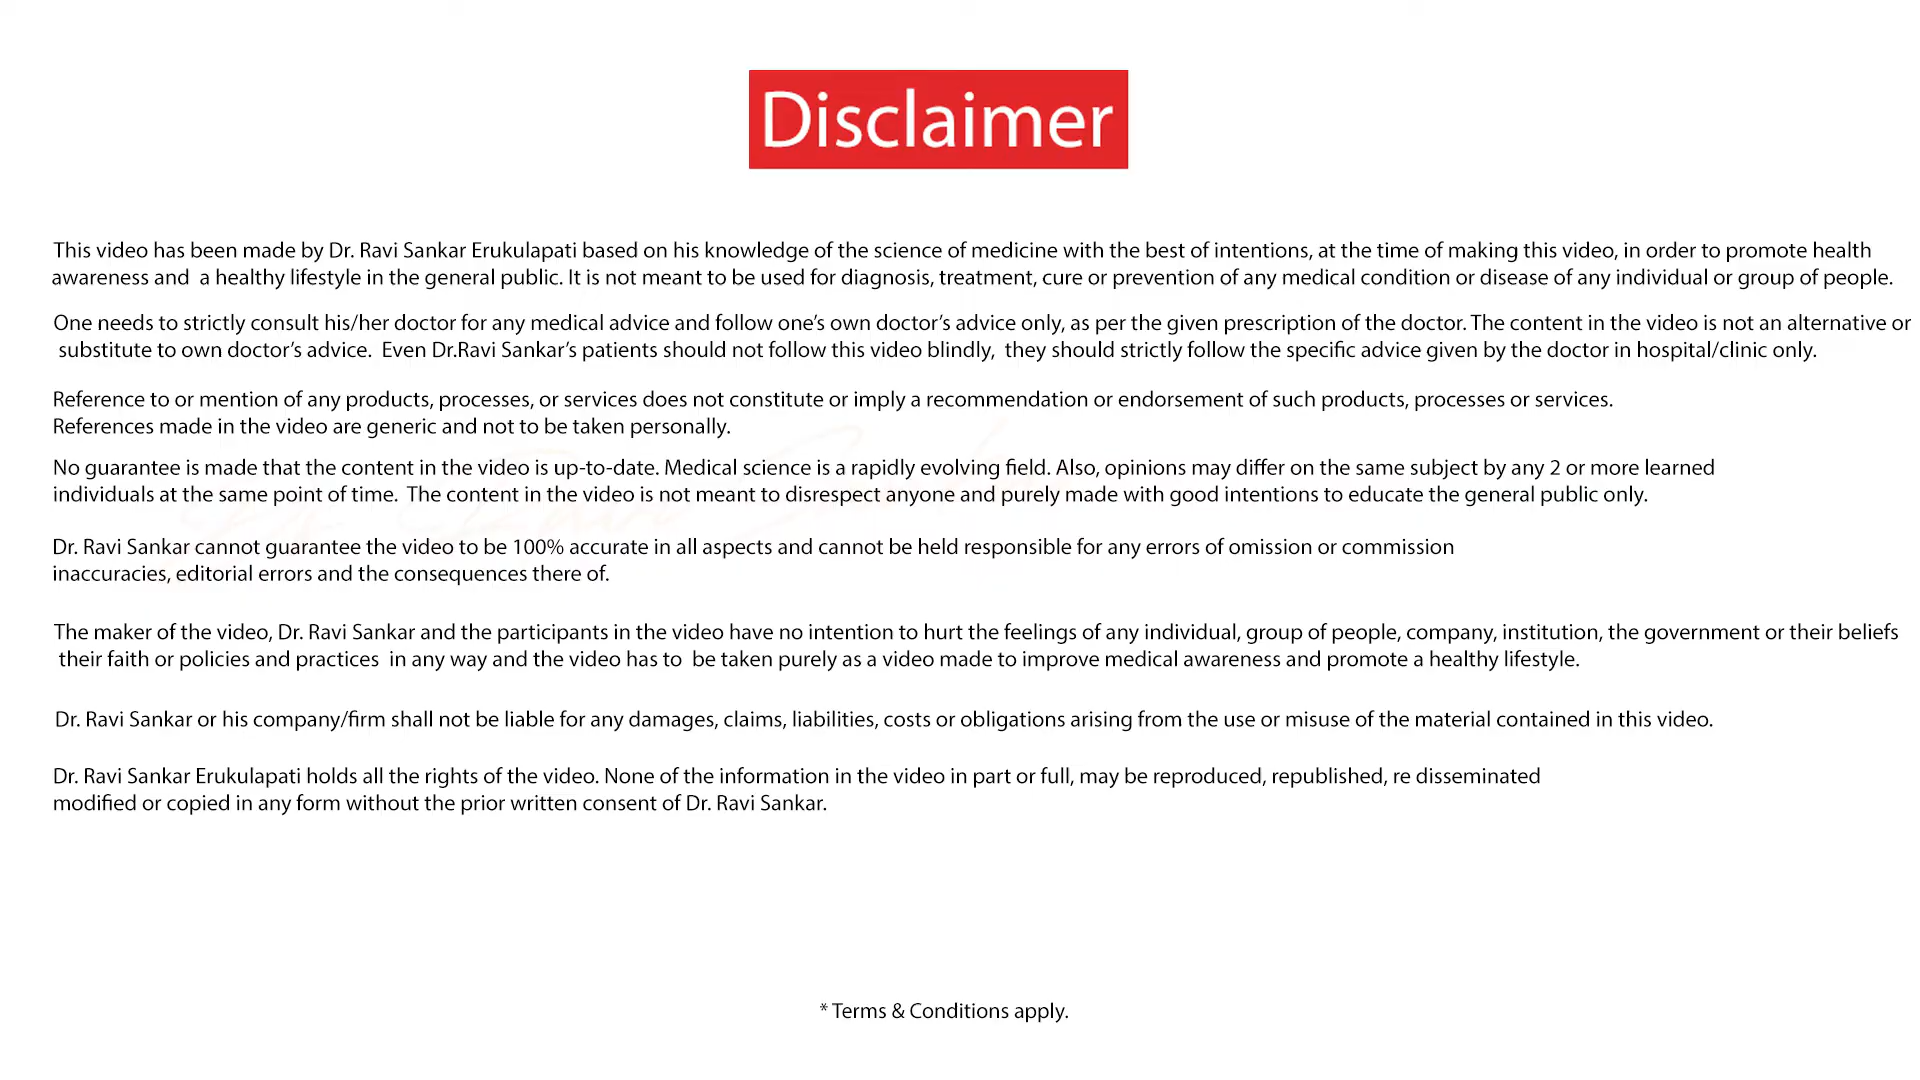 Disclaimer
This video has been made by Dr. Ravi Sankar Erukulapati based on his knowledge of the science of medicine with the best of intentions, at the time of making this video, in order to promote health
awareness and a healthy lifestyle in the general public. It is not meant to be used for diagnosis, treatment, cure or prevention of any medical condition or disease of any individual or group of people.
One needs to strictly consult his/her doctor for any medical advice and follow one’s own doctor’s advice only, as per the given prescription of the doctor. The content in the video is not an alternative or
substitute to own doctor’s advice. Even Dr.Ravi Sankar’s patients should not follow this video blindly, they should strictly follow the specific advice given by the doctor in hospital/clinic only.
Reference to or mention of any products, processes, or services does not constitute or imply a recommendation or endorsement of such products, processes or services.
References made in the video are generic and not to be taken personally.
No guarantee is made that the content in the video is up-to-date. Medical science is a rapidly evolving field. Also, opinions may differ on the same subject by any 2 or more learned
individuals at the same point of time. The content in the video is not meant to disrespect anyone and purely made with good intentions to educate the general public only.
Dr. Ravi Sankar cannot guarantee the video to be 100% accurate in all aspects and cannot be held responsible for any errors of omission or commission
inaccuracies, editorial errors and the consequences there of.
The maker of the video, Dr. Ravi Sankar and the participants in the video have no intention to hurt the feelings of any individual, group of people, company, institution, the government or their beliefs
their faith or policies and practices in any way and the video has to be taken purely as a video made to improve medical awareness and promote a healthy lifestyle.
Dr. Ravi Sankar or his company/firm shall not be liable for any damages, claims, liabilities, costs or obligations arising from the use or misuse of the material contained in this video.
Dr. Ravi Sankar Erukulapati holds all the rights of the video. None of the information in the video in part or full, may be reproduced, republished, re disseminated
modified or copied in any form without the prior written consent of Dr. Ravi Sankar.
* Terms & Conditions apply.